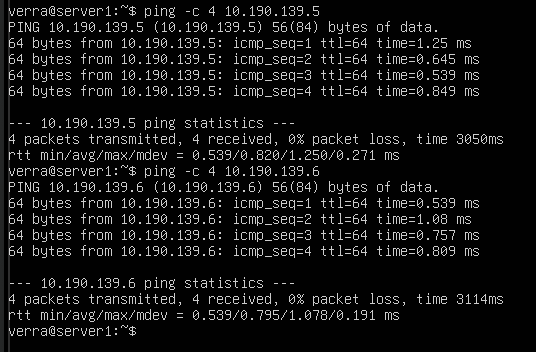 verra@server1:~$ ping -c 4 10.190.139.5
PING 10.190.139.5 (10.190.139.5) 56(84) bytes of data.
64 bytes from 10.190.139.5: icmp_seq=1 ttl=64 time=1.25 ms
64 bytes from 10.190.139.5: icmp_seq=2 ttl=64 time=0.645 ms
64 bytes from 10.190.139.5: icmp_seq=3 ttl=64 time=0.539 ms
64 bytes from 10.190.139.5: icmp_seq=4 ttl=64 time=0.849 ms
--- 10.190.139.5 ping statistics ---
4 packets transmitted, 4 received, 0% packet loss, time 3050ms
rtt min/avg/max/mdev = 0.539/0.820/1.250/0.271 ms
verra@server1:~$ ping -c 4 10.190.139.6
PING 10.190.139.6 (10.190.139.6) 56(84) bytes of data.
64 bytes from 10.190.139.6: icmp_seq=1 ttl=64 time=0.539 ms
64 bytes from 10.190.139.6: icmp_seq=2 ttl=64 time=1.08 ms
64 bytes from 10.190.139.6: icmp_seq=3 ttl=64 time=0.757 ms
64 bytes from 10.190.139.6: icmp_seq=4 ttl=64 time=0.809 ms
--- 10.190.139.6 ping statistics ---
4 packets transmitted, 4 received, 0% packet loss, time 3114ms
rtt min/avg/max/mdev = 0.539/0.795/1.078/0.191 ms
verra@server1:~$